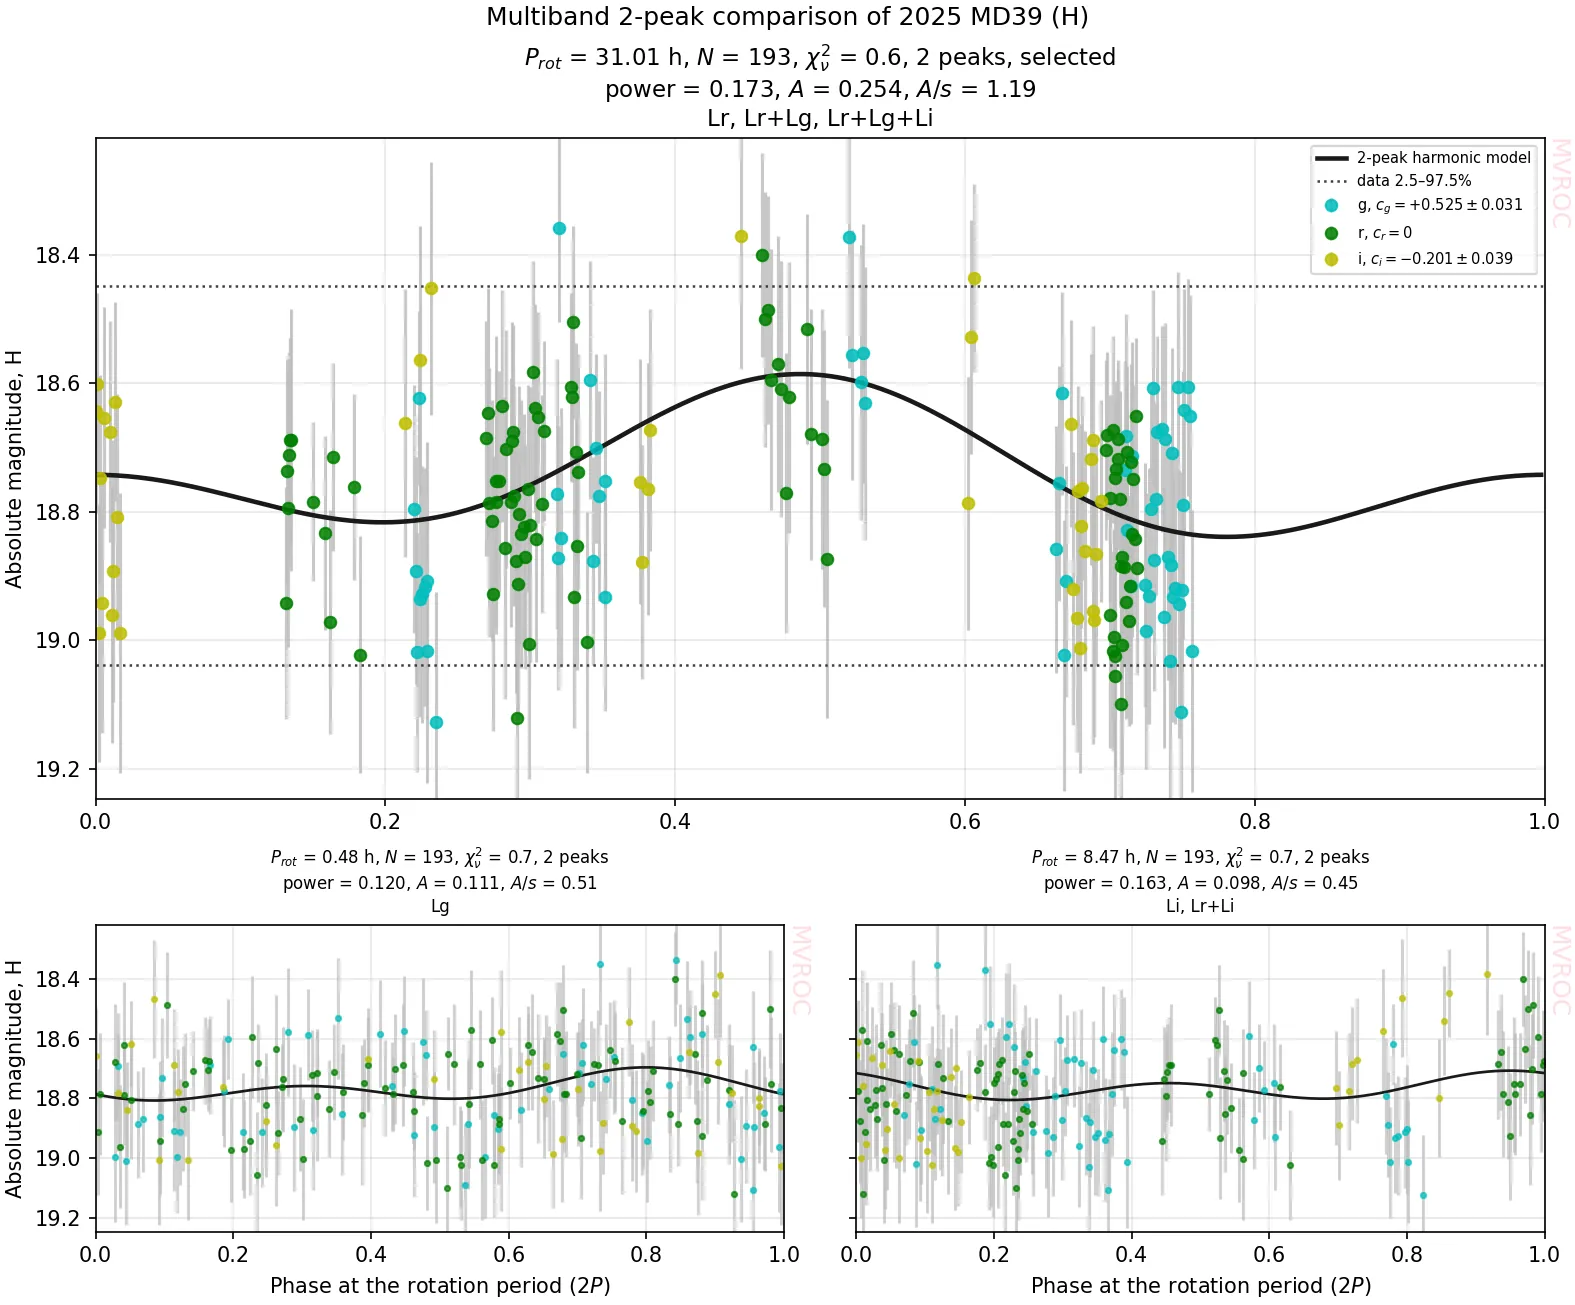 Multiband 2-peak comparison of 2025 MD39 (H)
P_rot = 31.01 h, N = 193, χ²_ν = 0.6, 2 peaks, selected
power = 0.173, A = 0.254, A/s = 1.19
Lr, Lr+Lg, Lr+Lg+Li
2-peak harmonic model
data 2.5–97.5%
g, c_g = +0.525 ± 0.031
r, c_r = 0
i, c_i = −0.201 ± 0.039
MVROC
Absolute magnitude, H
18.4
18.6
18.8
19.0
19.2
0.0 0.2 0.4 0.6 0.8 1.0
P_rot = 0.48 h, N = 193, χ²_ν = 0.7, 2 peaks
power = 0.120, A = 0.111, A/s = 0.51
Lg
MVROC
Absolute magnitude, H
18.4
18.6
18.8
19.0
19.2
0.0 0.2 0.4 0.6 0.8 1.0
Phase at the rotation period (2P)
P_rot = 8.47 h, N = 193, χ²_ν = 0.7, 2 peaks
power = 0.163, A = 0.098, A/s = 0.45
Li, Lr+Li
MVROC
0.0 0.2 0.4 0.6 0.8 1.0
Phase at the rotation period (2P)